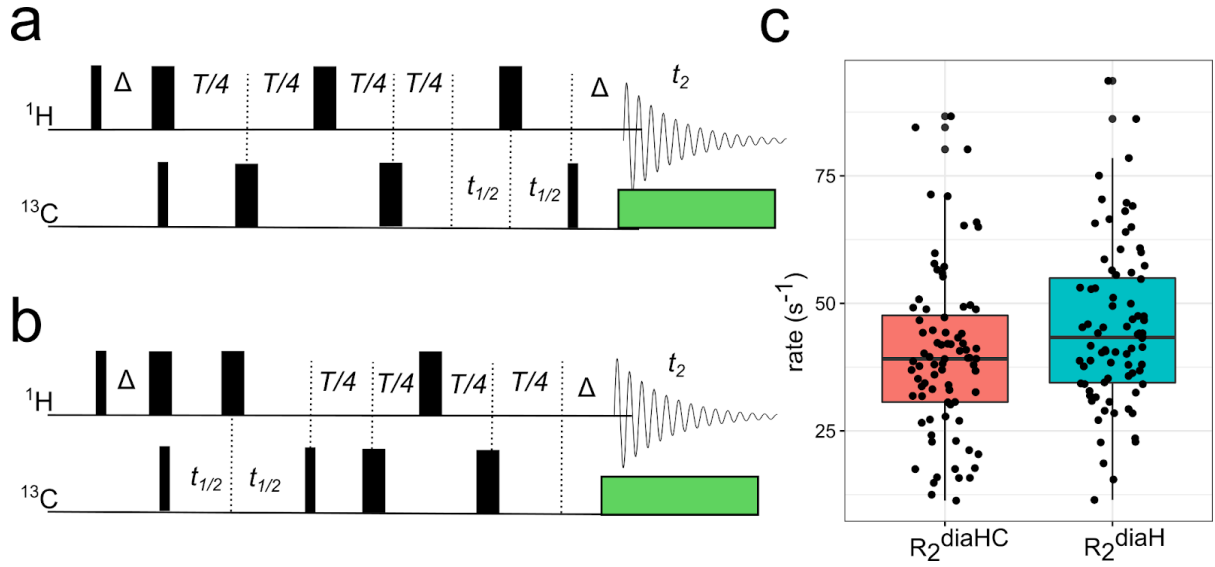 a
Δ T/4 T/4 T/4 T/4 Δ t2
1H
t1/2 t1/2
13C
b
Δ T/4 T/4 T/4 T/4 Δ t2
1H
t1/2 t1/2
13C
c
75
50
25
rate (s-1)
R2diaHC R2diaH